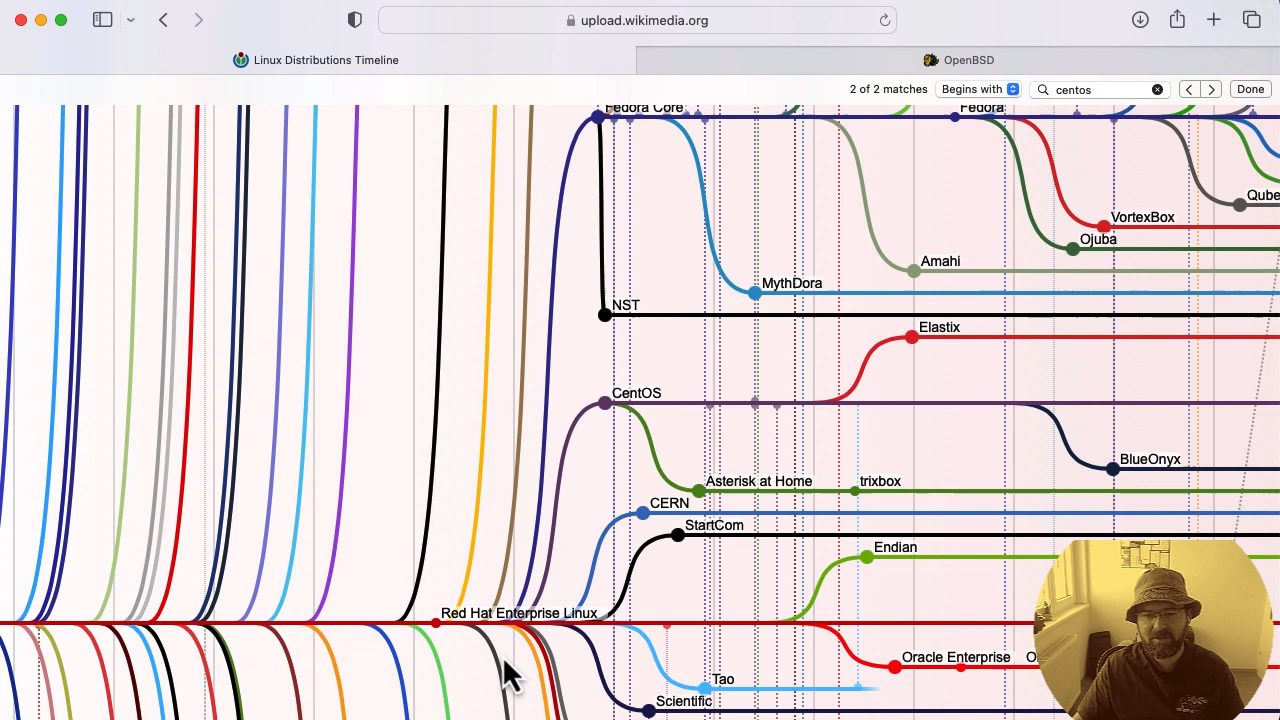 upload.wikimedia.org
Linux Distributions Timeline
OpenBSD
2 of 2 matches
Begins with
centos
Done
Fedora Core
Fedora
Qube
VortexBox
Ojuba
Amahi
MythDora
NST
Elastix
CentOS
BlueOnyx
Asterisk at Home
trixbox
CERN
StartCom
Endian
Red Hat Enterprise Linux
Oracle Enterprise O
Tao
Scientific